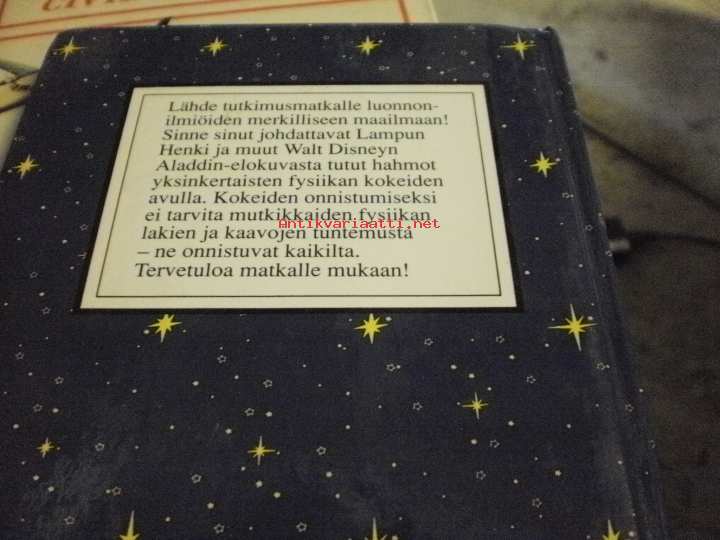 Lähde tutkimusmatkalle luonnon-
ilmiöiden merkilliseen maailmaan!
Sinne sinut johdattavat Lampun
Henki ja muut Walt Disneyn
Aladdin-elokuvasta tutut hahmot
yksinkertaisten fysiikan kokeiden
avulla. Kokeiden onnistumiseksi
ei tarvita mutkikkaiden fysiikan
Antikvariaatti.net
lakien ja kaavojen tuntemusta
– ne onnistuvat kaikilta.
Tervetuloa matkalle mukaan!